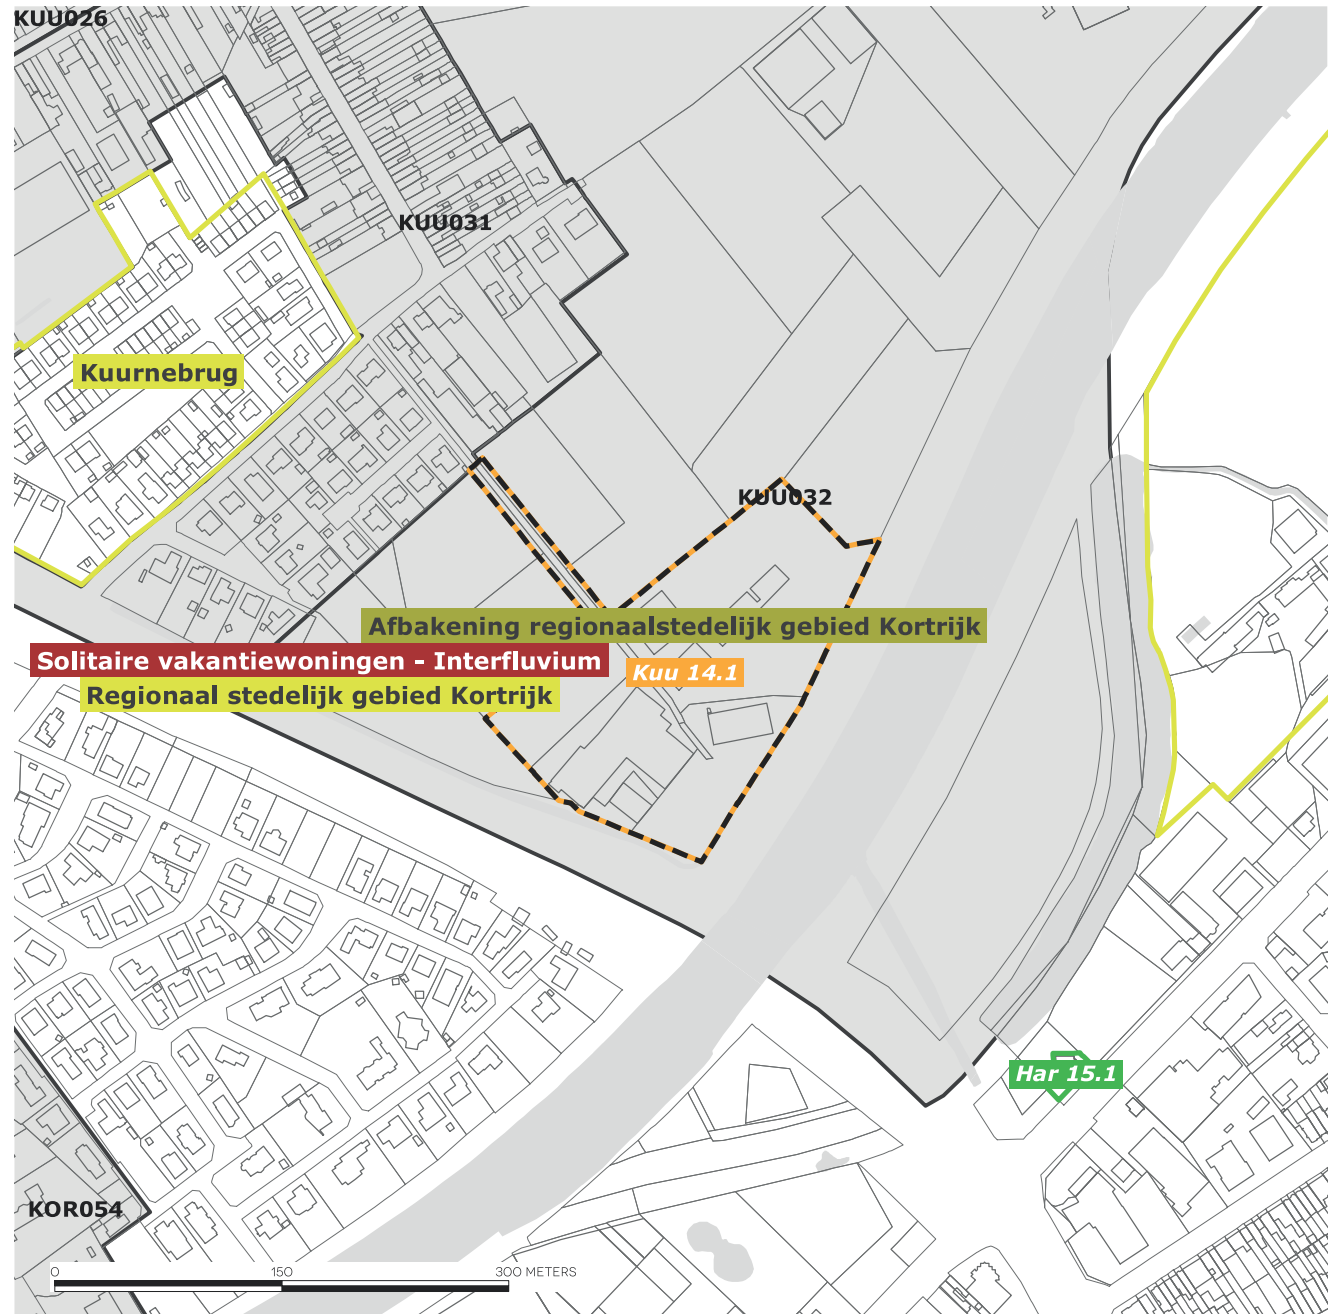 KUU026
KUU031
Kuurnebrug
KUU032
Afbakening regionaalstedelijk gebied Kortrijk
Solitaire vakantiewoningen - Interfluvium
Kuu 14.1
Regionaal stedelijk gebied Kortrijk
Har 15.1
KOR054
0 150 300 METERS